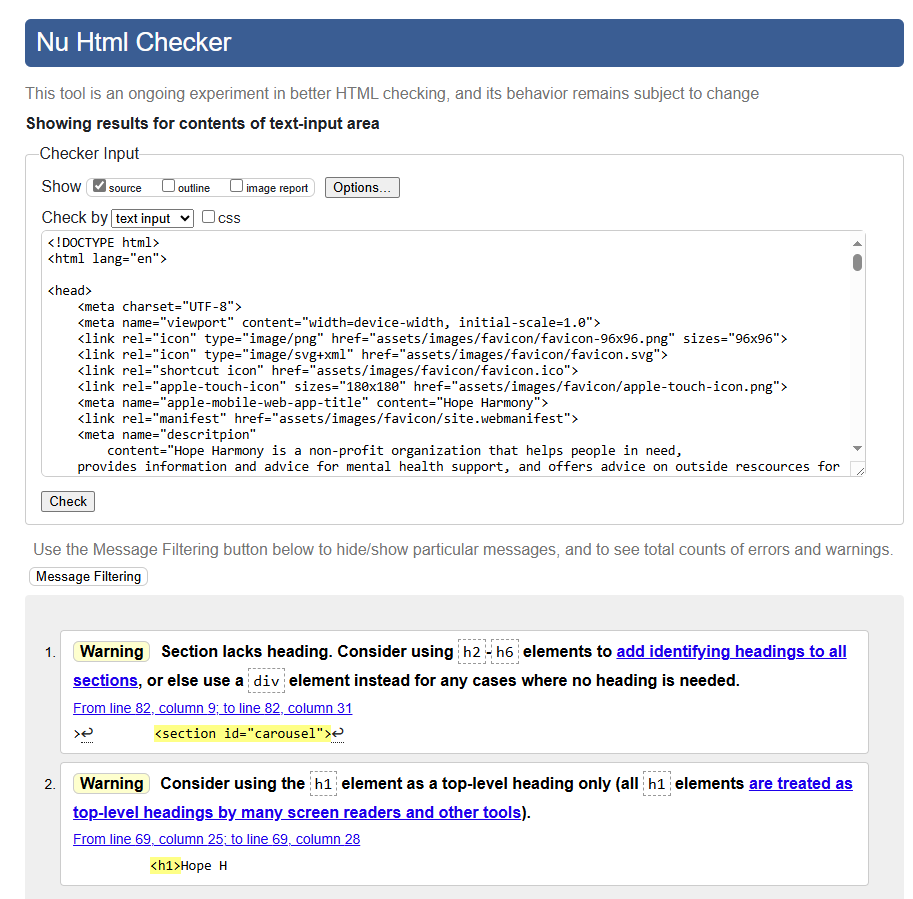 Nu Html Checker
This tool is an ongoing experiment in better HTML checking, and its behavior remains subject to change
Showing results for contents of text-input area
Checker Input
Show source outline image report Options...
Check by text input css
<!DOCTYPE html>
<html lang="en">
<head>
<meta charset="UTF-8">
<meta name="viewport" content="width=device-width, initial-scale=1.0">
<link rel="icon" type="image/png" href="assets/images/favicon/favicon-96x96.png" sizes="96x96">
<link rel="icon" type="image/svg+xml" href="assets/images/favicon/favicon.svg">
<link rel="shortcut icon" href="assets/images/favicon/favicon.ico">
<link rel="apple-touch-icon" sizes="180x180" href="assets/images/favicon/apple-touch-icon.png">
<meta name="apple-mobile-web-app-title" content="Hope Harmony">
<link rel="manifest" href="assets/images/favicon/site.webmanifest">
<meta name="descritpion"
content="Hope Harmony is a non-profit organization that helps people in need,
provides information and advice for mental health support, and offers advice on outside rescources for
Check
Use the Message Filtering button below to hide/show particular messages, and to see total counts of errors and warnings.
Message Filtering
1. Warning Section lacks heading. Consider using h2-h6 elements to add identifying headings to all
sections, or else use a div element instead for any cases where no heading is needed.
From line 82, column 9; to line 82, column 31
>↩ <section id="carousel">↩
2. Warning Consider using the h1 element as a top-level heading only (all h1 elements are treated as
top-level headings by many screen readers and other tools).
From line 69, column 25; to line 69, column 28
<h1>Hope H